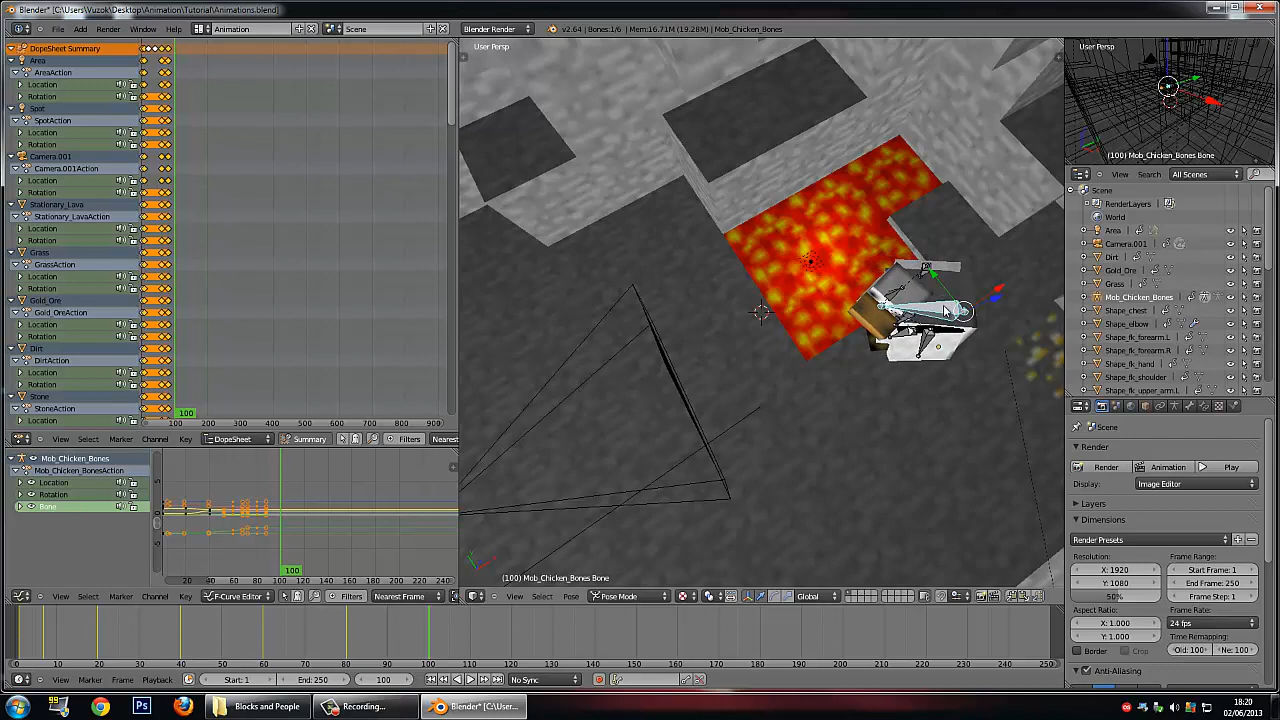 Blender* [C:\Users\Vuzok\Desktop\Animation\Tutorial\Animations.blend]
File Add Render Window Help Animation Scene Blender Render v2.64 | Bones:1/6 | Mem:16.71M (19.28M) | Mob_Chicken_Bones
DopeSheet Summary
Area
AreaAction
Location
Rotation
Spot
SpotAction
Location
Rotation
Camera.001
Camera.001Action
Location
Rotation
Stationary_Lava
Stationary_LavaAction
Location
Rotation
Grass
GrassAction
Location
Rotation
Gold_Ore
Gold_OreAction
Location
Rotation
Dirt
DirtAction
Location
Rotation
Stone
StoneAction
Location
100
100 200 300 400 500 600 700 800 900
View Select Marker Channel Key DopeSheet Summary Filters Nearest
Mob_Chicken_Bones
Mob_Chicken_BonesAction
Location
Rotation
Bone
5
0
100
20 40 60 80 100 120 140 160 180 200 220 240
View Select Marker Channel Key F-Curve Editor Filters Nearest Frame
User Persp
(100) Mob_Chicken_Bones Bone
View Select Pose Pose Mode Global
User Persp
(100) Mob_Chicken_Bones Bone
View Search All Scenes
Scene
RenderLayers
World
Area
Camera.001
Dirt
Gold_Ore
Grass
Mob_Chicken_Bones
Shape_chest
Shape_elbow
Shape_fk_forearm.L
Shape_fk_forearm.R
Shape_fk_hand
Shape_fk_shoulder
Shape_fk_upper_arm.L
Scene
Render
Render Animation Play
Display: Image Editor
Layers
Dimensions
Render Presets
Resolution: Frame Range:
X: 1920 Start Frame: 1
Y: 1080 End Frame: 250
50% Frame Step: 1
Aspect Ratio: Frame Rate:
X: 1.000 24 fps
Y: 1.000 Time Remapping:
Border Crop Old: 100 Ne: 100
Anti-Aliasing
0 10 20 30 40 50 60 70 80 90 100 110 120 130 140 150 160 170 180 190 200 210 220 230 240 250
View Marker Frame Playback Start: 1 End: 250 100 No Sync
Blocks and People Recording... Blender* [C:\User...
18:20
02/06/2013